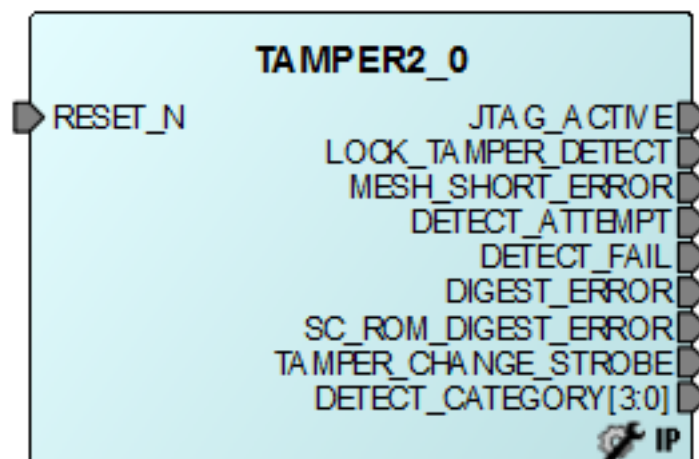 TAMPER2_0
RESET_N JTAG_ACTIVE
LOCK_TAMPER_DETECT
MESH_SHORT_ERROR
DETECT_ATTEMPT
DETECT_FAIL
DIGEST_ERROR
SC_ROM_DIGEST_ERROR
TAMPER_CHANGE_STROBE
DETECT_CATEGORY[3:0]
IP